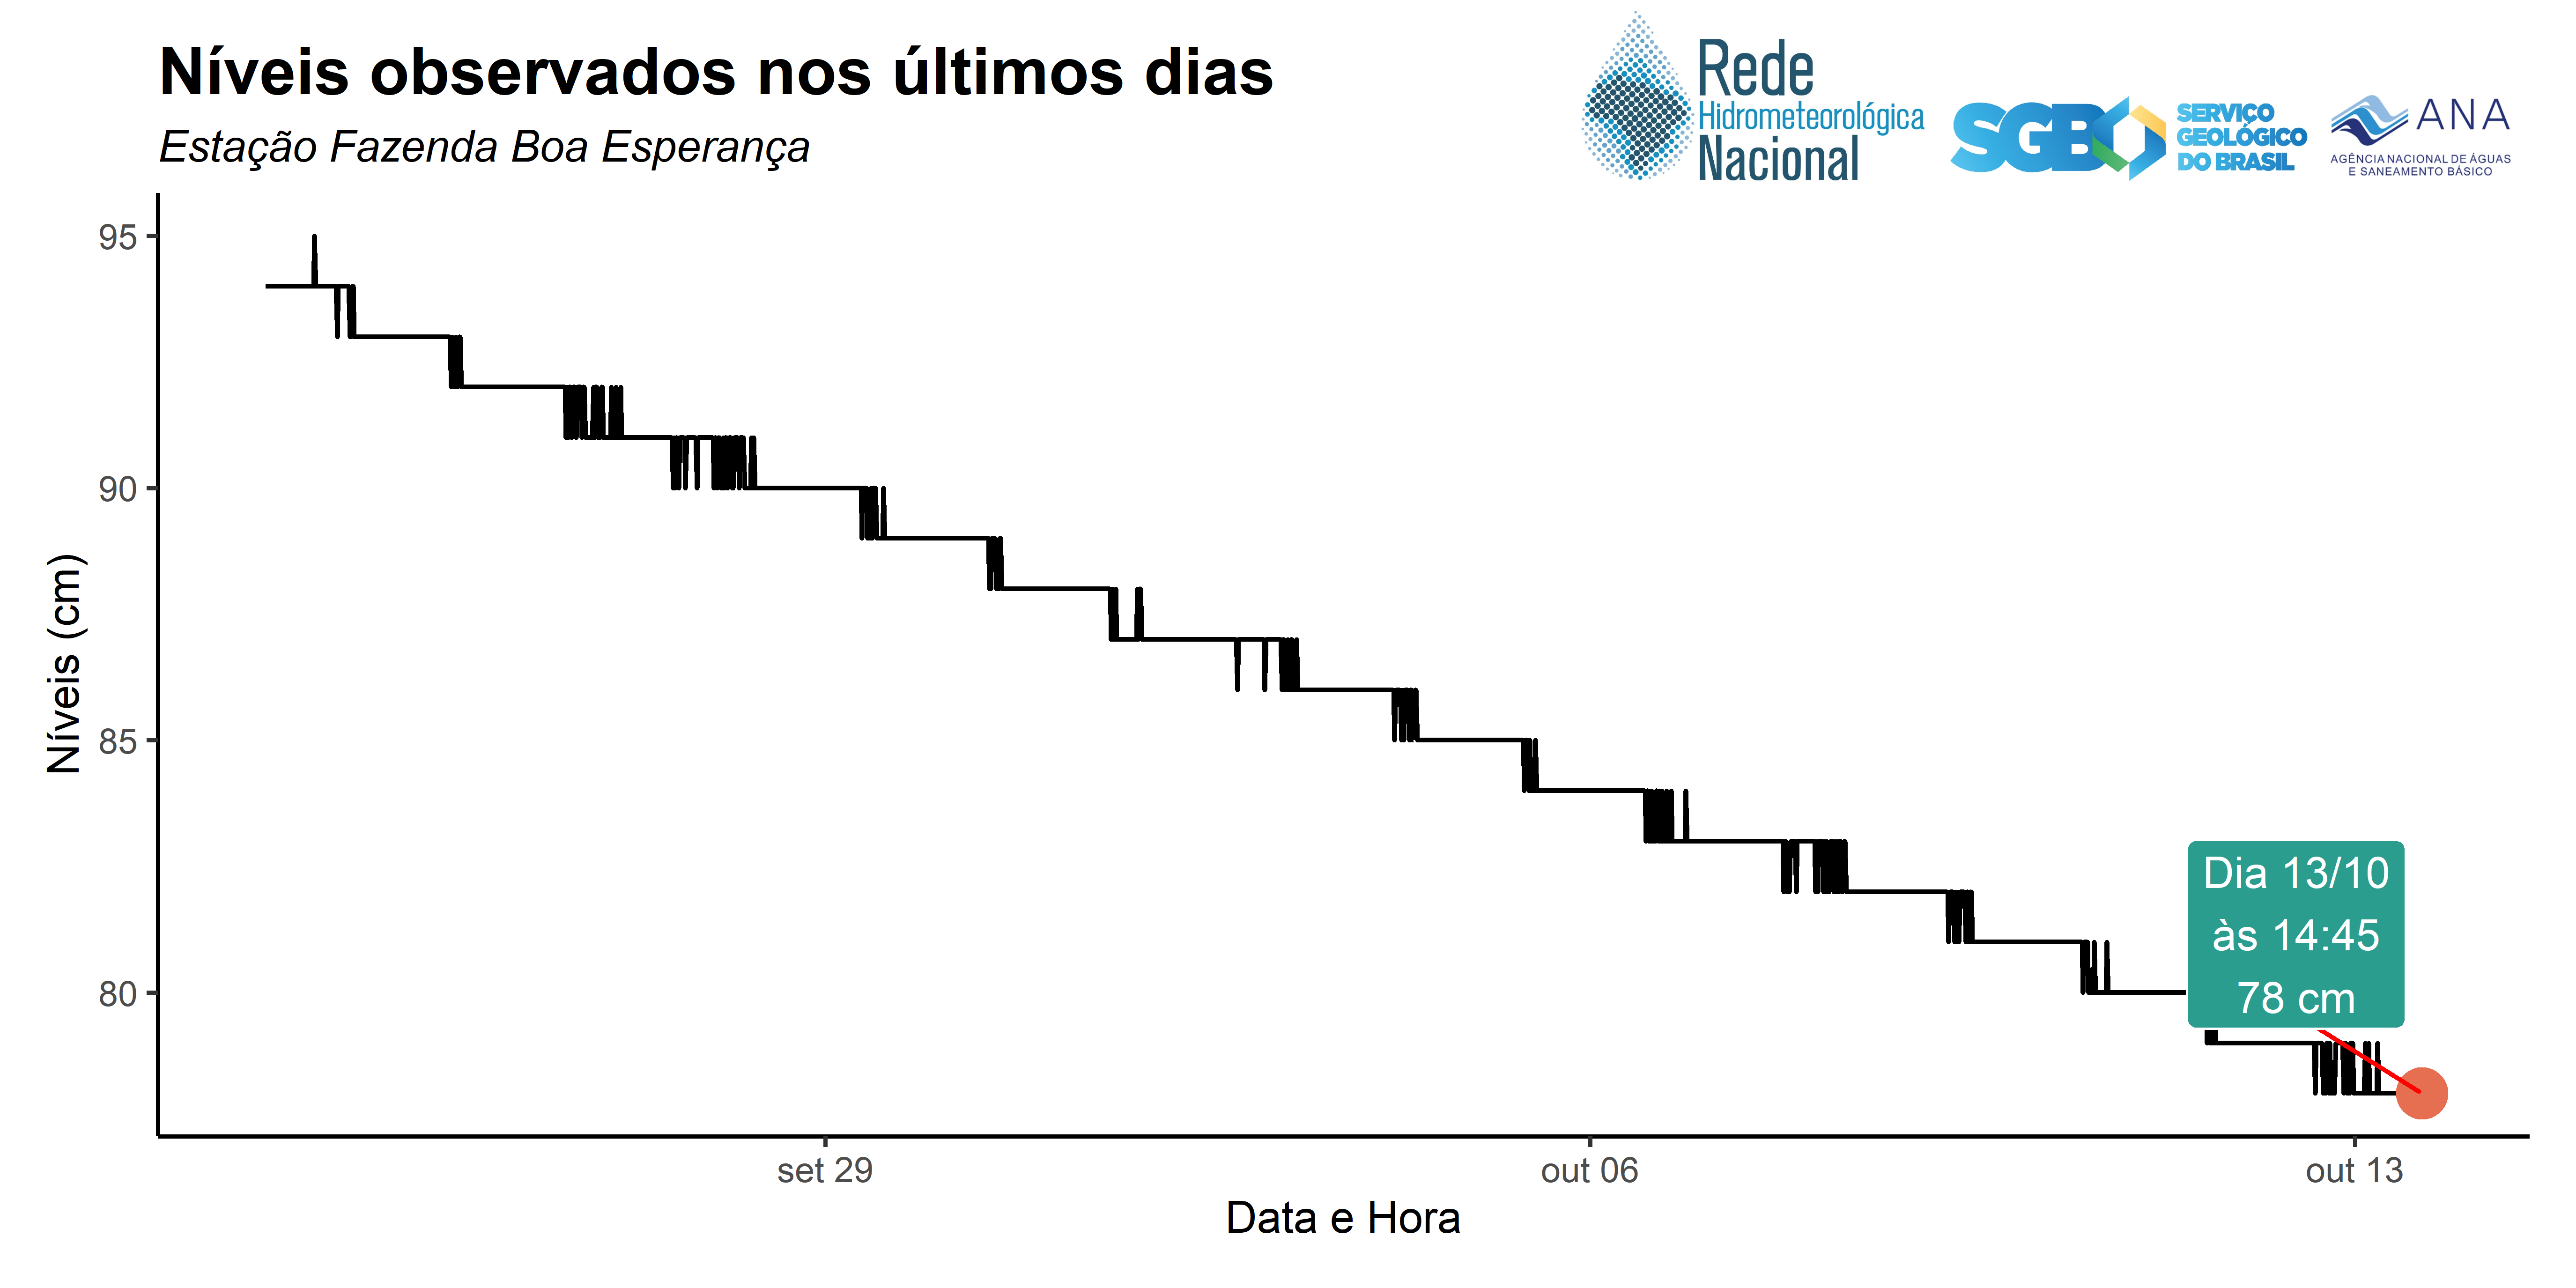 Níveis observados nos últimos dias
Estação Fazenda Boa Esperança
Rede
Hidrometeorológica
Nacional
SGB
SERVIÇO
GEOLÓGICO
DO BRASIL
ANA
AGÊNCIA NACIONAL DE ÁGUAS
E SANEAMENTO BÁSICO
Níveis (cm)
95
90
85
80
Dia 13/10
às 14:45
78 cm
set 29
out 06
out 13
Data e Hora